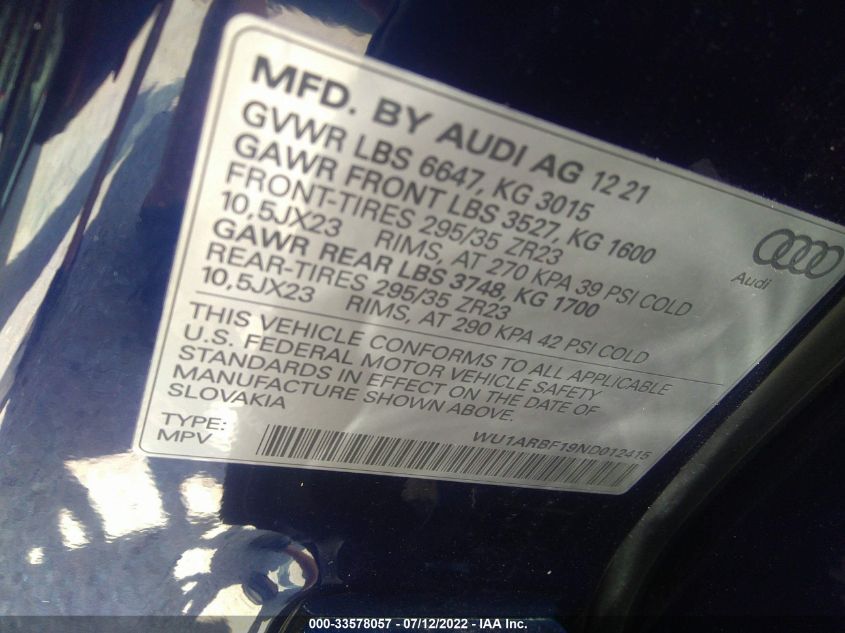 MFD. BY AUDI AG 12 21
GVWR LBS 6647, KG 3015
GAWR FRONT LBS 3527, KG 1600
FRONT-TIRES 295/35 ZR23
10,5JX23 RIMS, AT 270 KPA 39 PSI COLD
GAWR REAR LBS 3748, KG 1700
REAR-TIRES 295/35 ZR23
10,5JX23 RIMS, AT 290 KPA 42 PSI COLD
Audi
THIS VEHICLE CONFORMS TO ALL APPLICABLE
U.S. FEDERAL MOTOR VEHICLE SAFETY
STANDARDS IN EFFECT ON THE DATE OF
MANUFACTURE SHOWN ABOVE.
SLOVAKIA
TYPE: WU1ARBF19ND012415
MPV
000-33578057 - 07/12/2022 - IAA Inc.